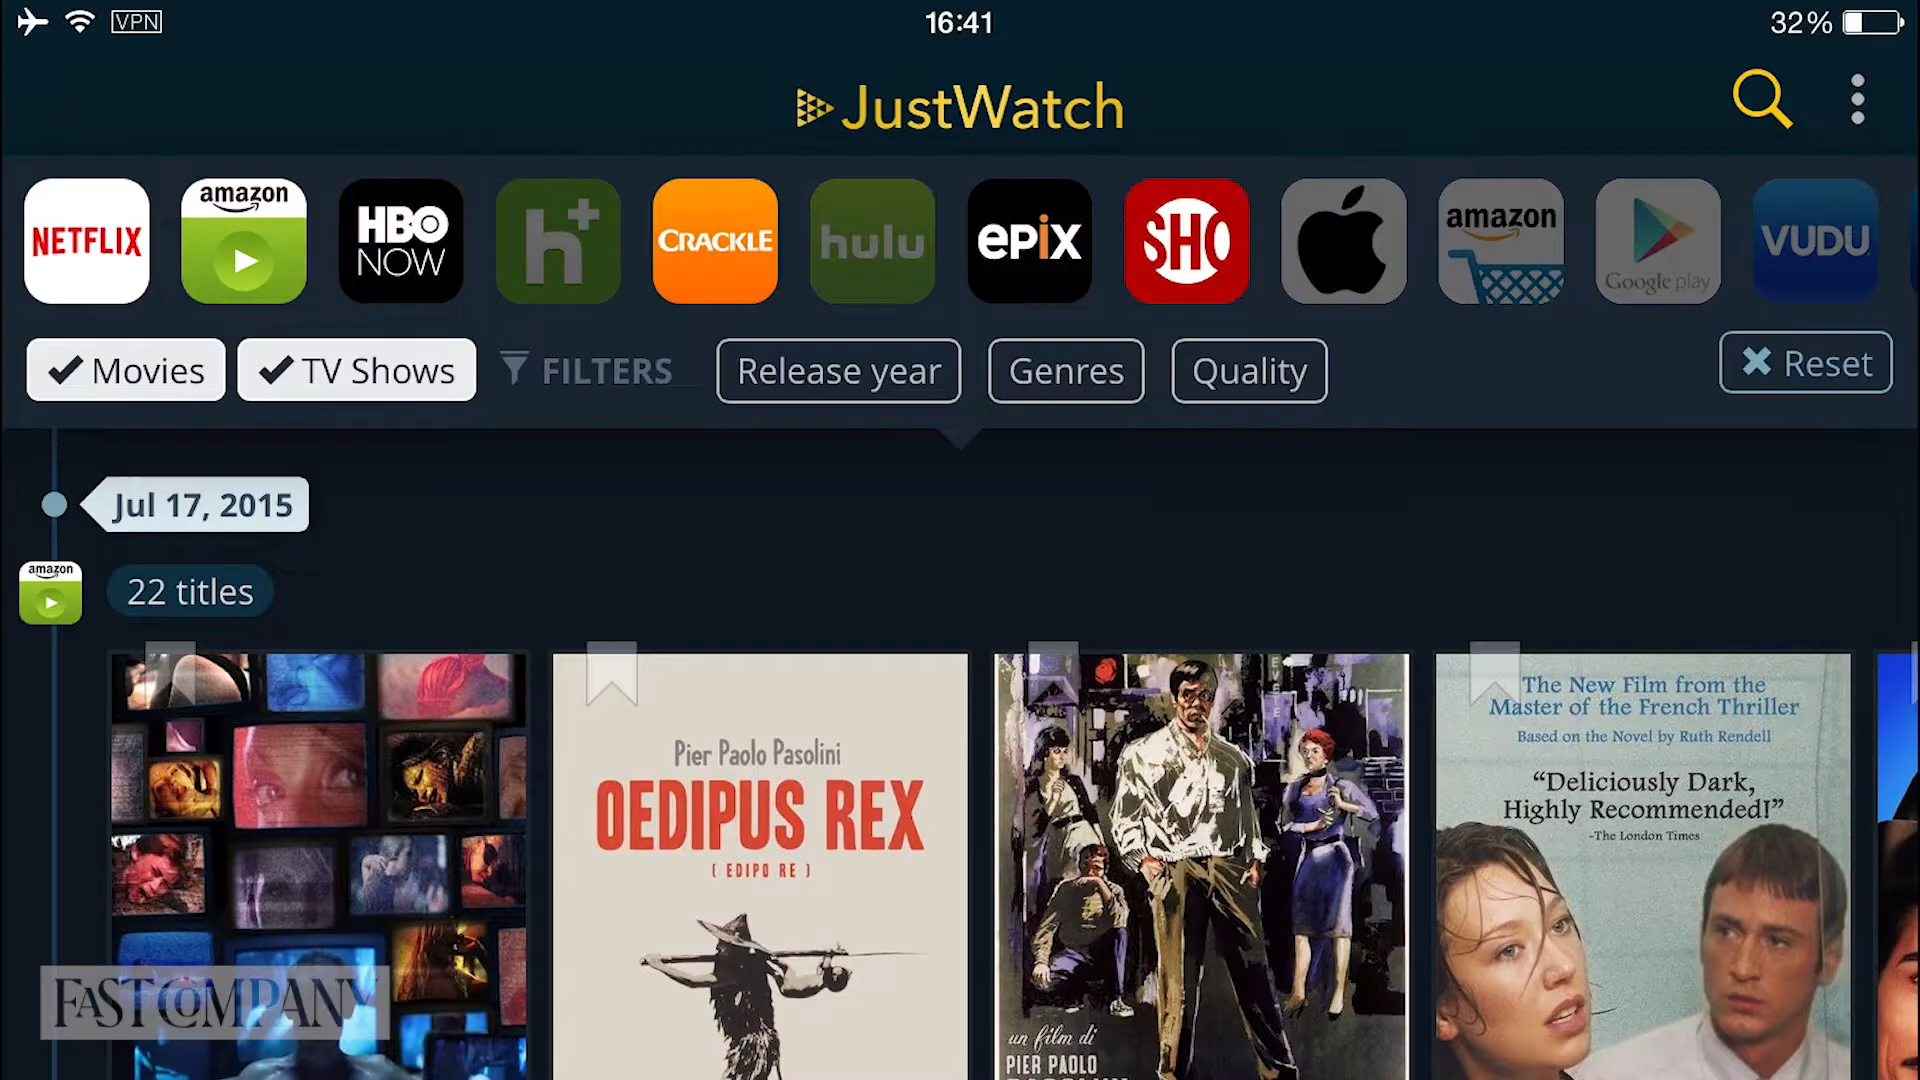 VPN
16:41
32%
JustWatch
NETFLIX
amazon
HBO
NOW
h+
CRACKLE
hulu
epix
SHO
amazon
Google play
VUDU
Movies
TV Shows
FILTERS
Release year
Genres
Quality
Reset
Jul 17, 2015
amazon
22 titles
Pier Paolo Pasolini
OEDIPUS REX
( EDIPO RE )
un film di
PIER PAOLO
The New Film from the
Master of the French Thriller
Based on the Novel by Ruth Rendell
“Deliciously Dark,
Highly Recommended!”
-The London Times
FAST COMPANY